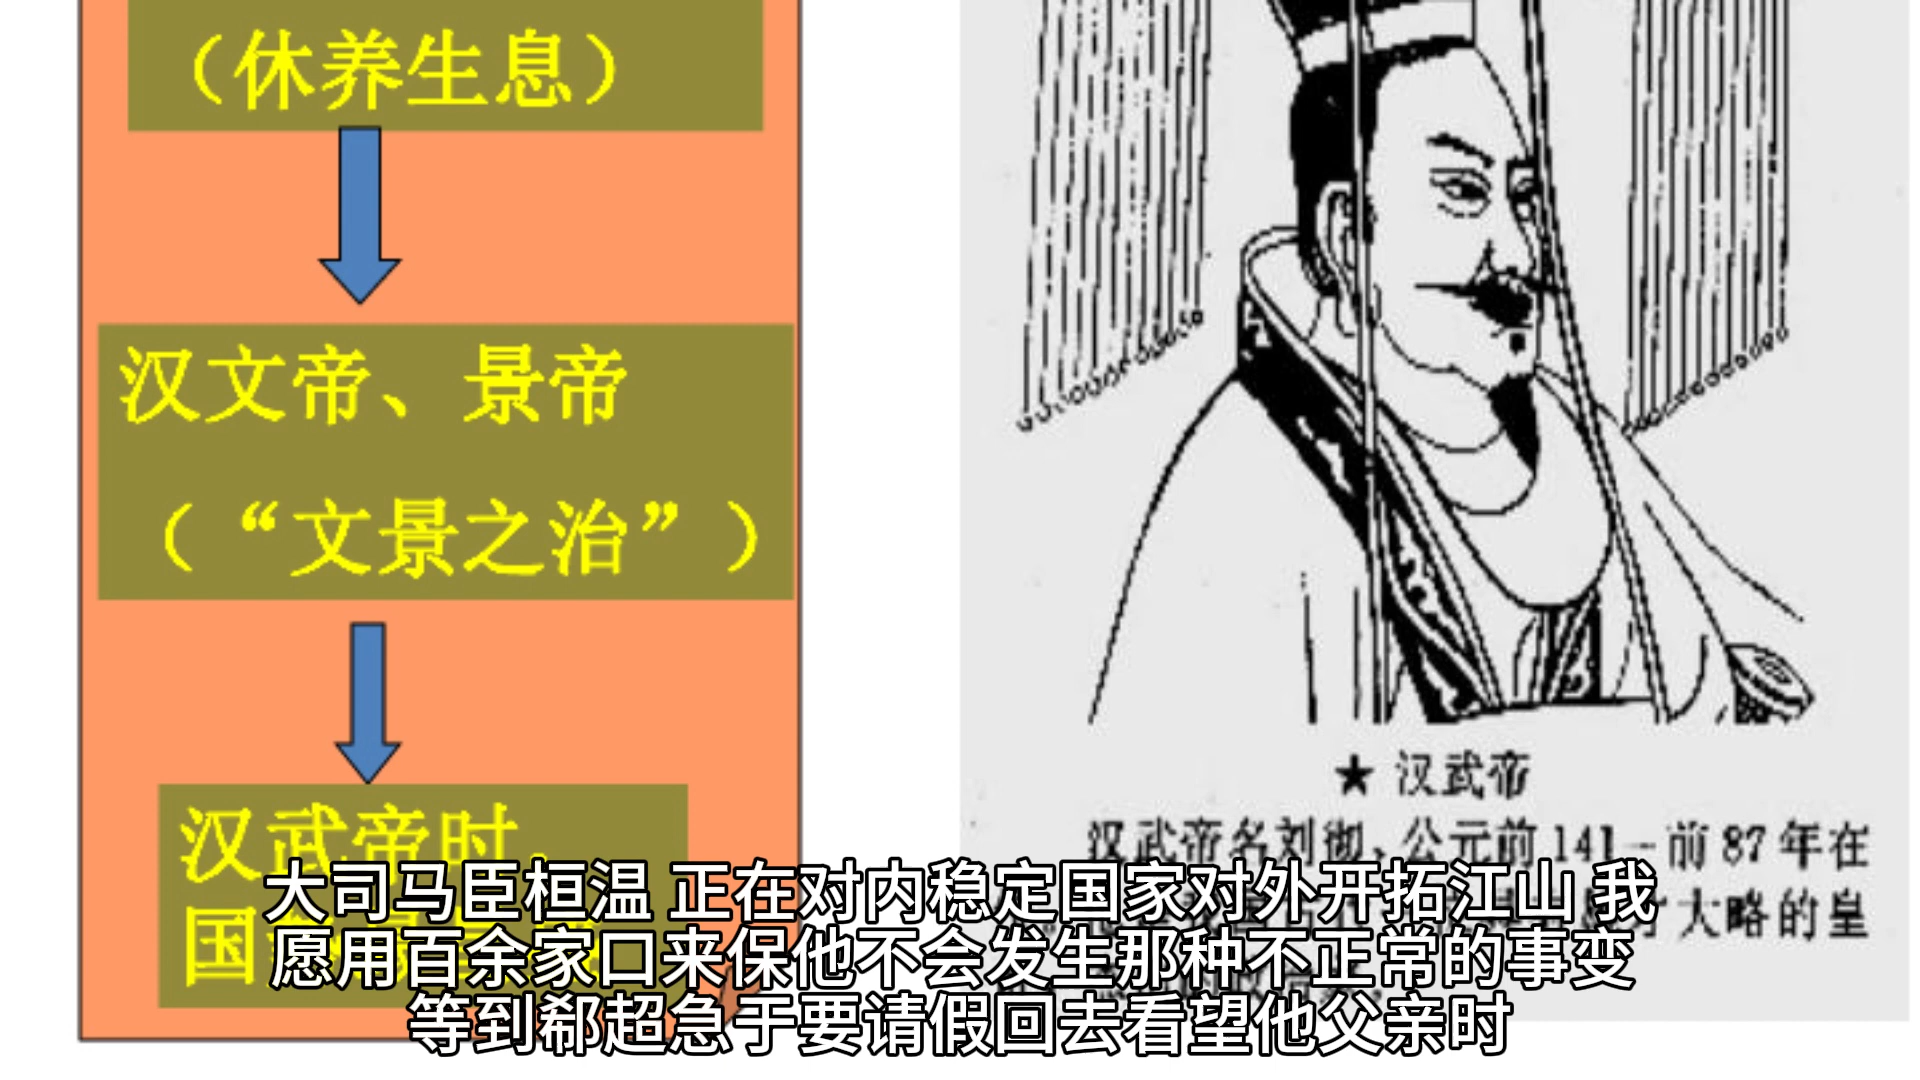 （休养生息）
汉文帝、景帝
（“文景之治”）
汉武帝时，
国
★ 汉武帝
汉武帝名刘彻、公元前141—前87年在
才大略的皇
大司马臣桓温 正在对内稳定国家对外开拓江山 我
愿用百余家口来保他不会发生那种不正常的事变
等到郗超急于要请假回去看望他父亲时